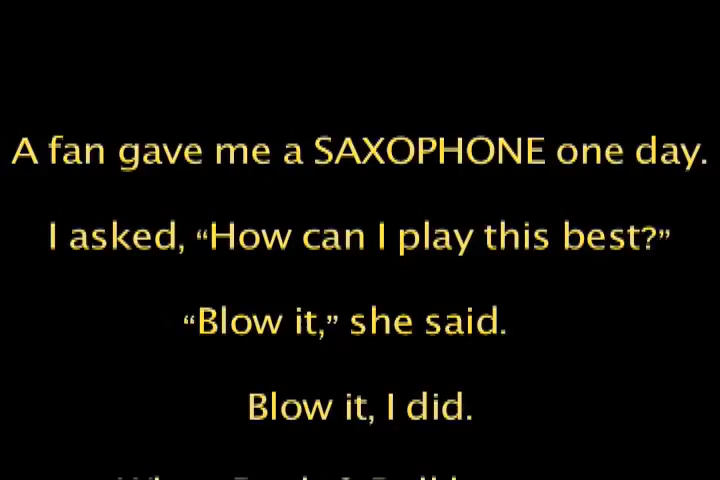 A fan gave me a SAXOPHONE one day.
I asked, “How can I play this best?”
“Blow it,” she said.
Blow it, I did.